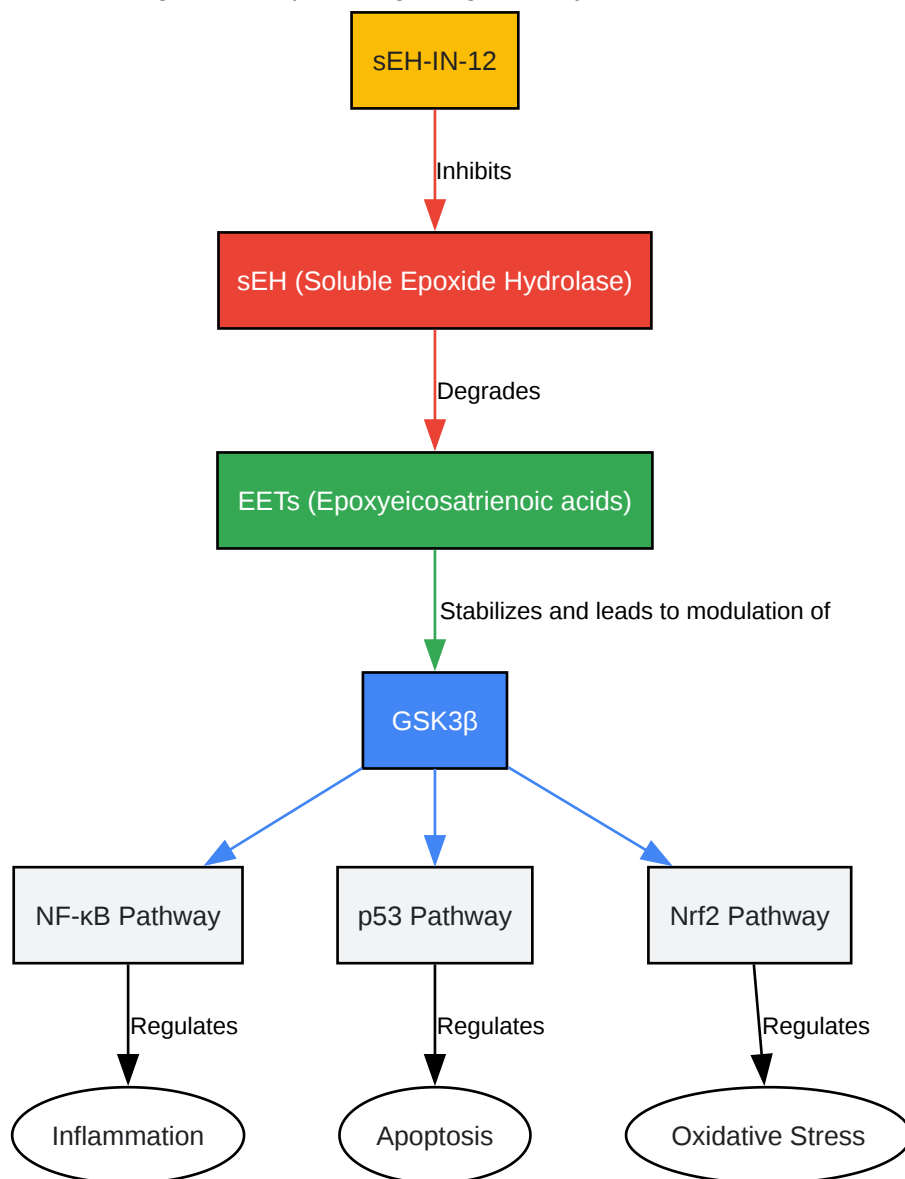 sEH-IN-12
Inhibits
sEH (Soluble Epoxide Hydrolase)
Degrades
EETs (Epoxyeicosatrienoic acids)
Stabilizes and leads to modulation of
GSK3β
NF-κB Pathway
p53 Pathway
Nrf2 Pathway
Regulates
Regulates
Regulates
Inflammation
Apoptosis
Oxidative Stress